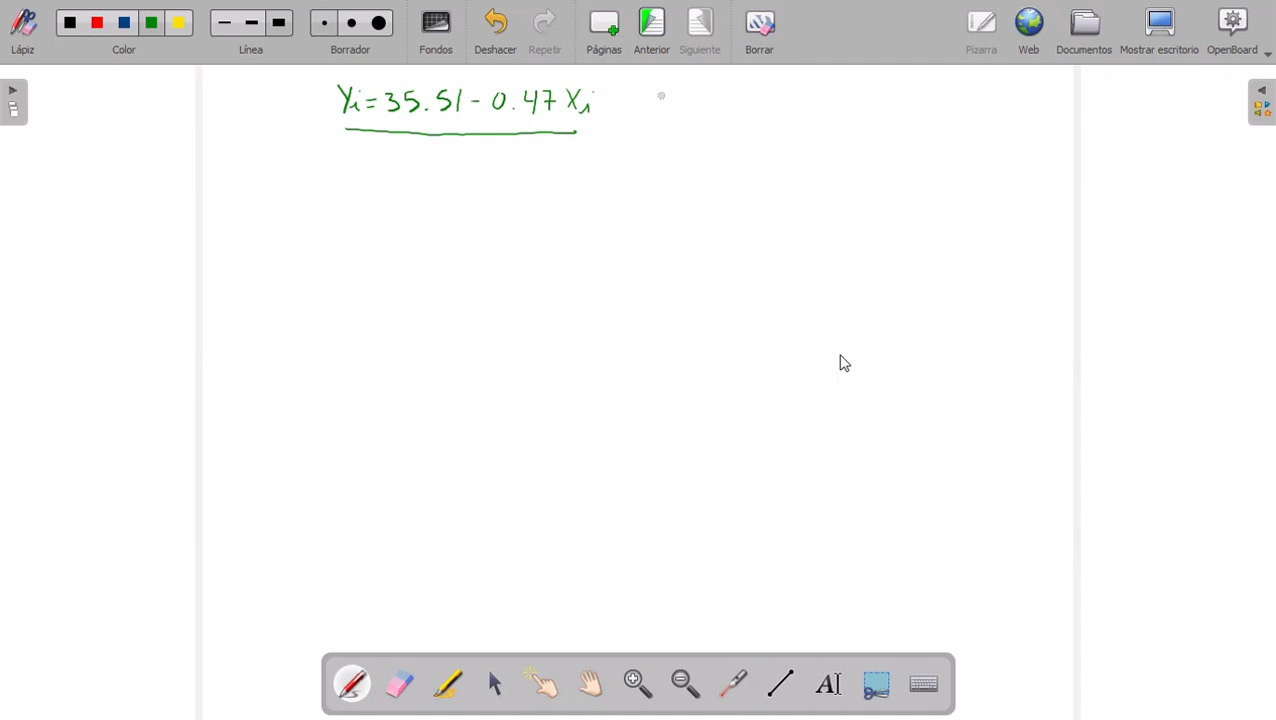 Lápiz Color Línea Borrador Fondos Deshacer Repetir Páginas Anterior Siguiente Borrar Pizarra Web Documentos Mostrar escritorio OpenBoard
Yi = 35.51 - 0.47 Xi